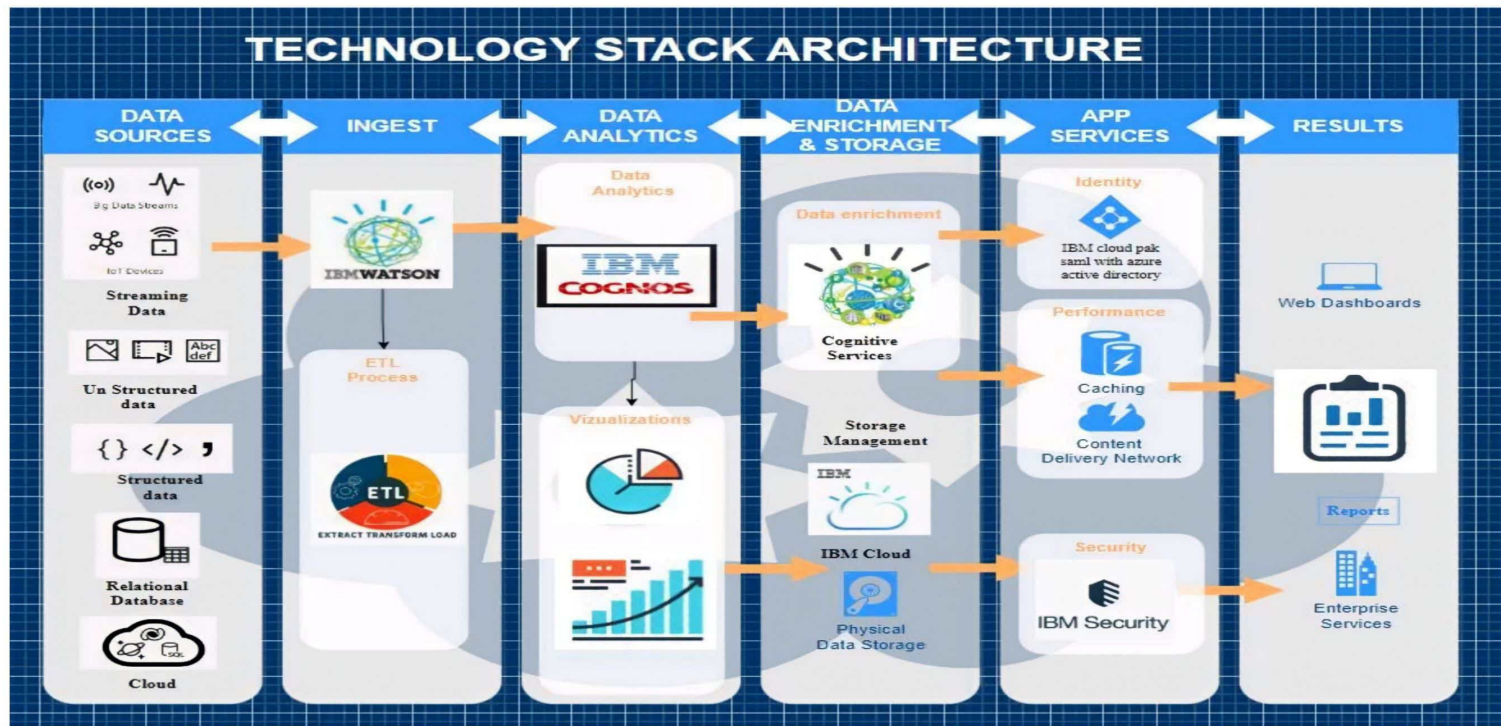 TECHNOLOGY STACK ARCHITECTURE
DATA
SOURCES
INGEST
DATA
ANALYTICS
DATA
ENRICHMENT
& STORAGE
APP
SERVICES
RESULTS
((o))
Big Data Streams
IoT Devices
Streaming
Data
Abc
def
Un Structured
data
{ } </> ,
Structured
data
Relational
Database
SQL
Cloud
IBMWATSON
ETL
Process
ETL
EXTRACT TRANSFORM LOAD
Data
Analytics
IBM
COGNOS
Vizualizations
Data enrichment
Cognitive
Services
Storage
Management
IBM
IBM Cloud
Physical
Data Storage
Identity
IBM cloud pak
saml with azure
active directory
Performance
Caching
Content
Delivery Network
Security
IBM Security
Web Dashboards
Reports
Enterprise
Services